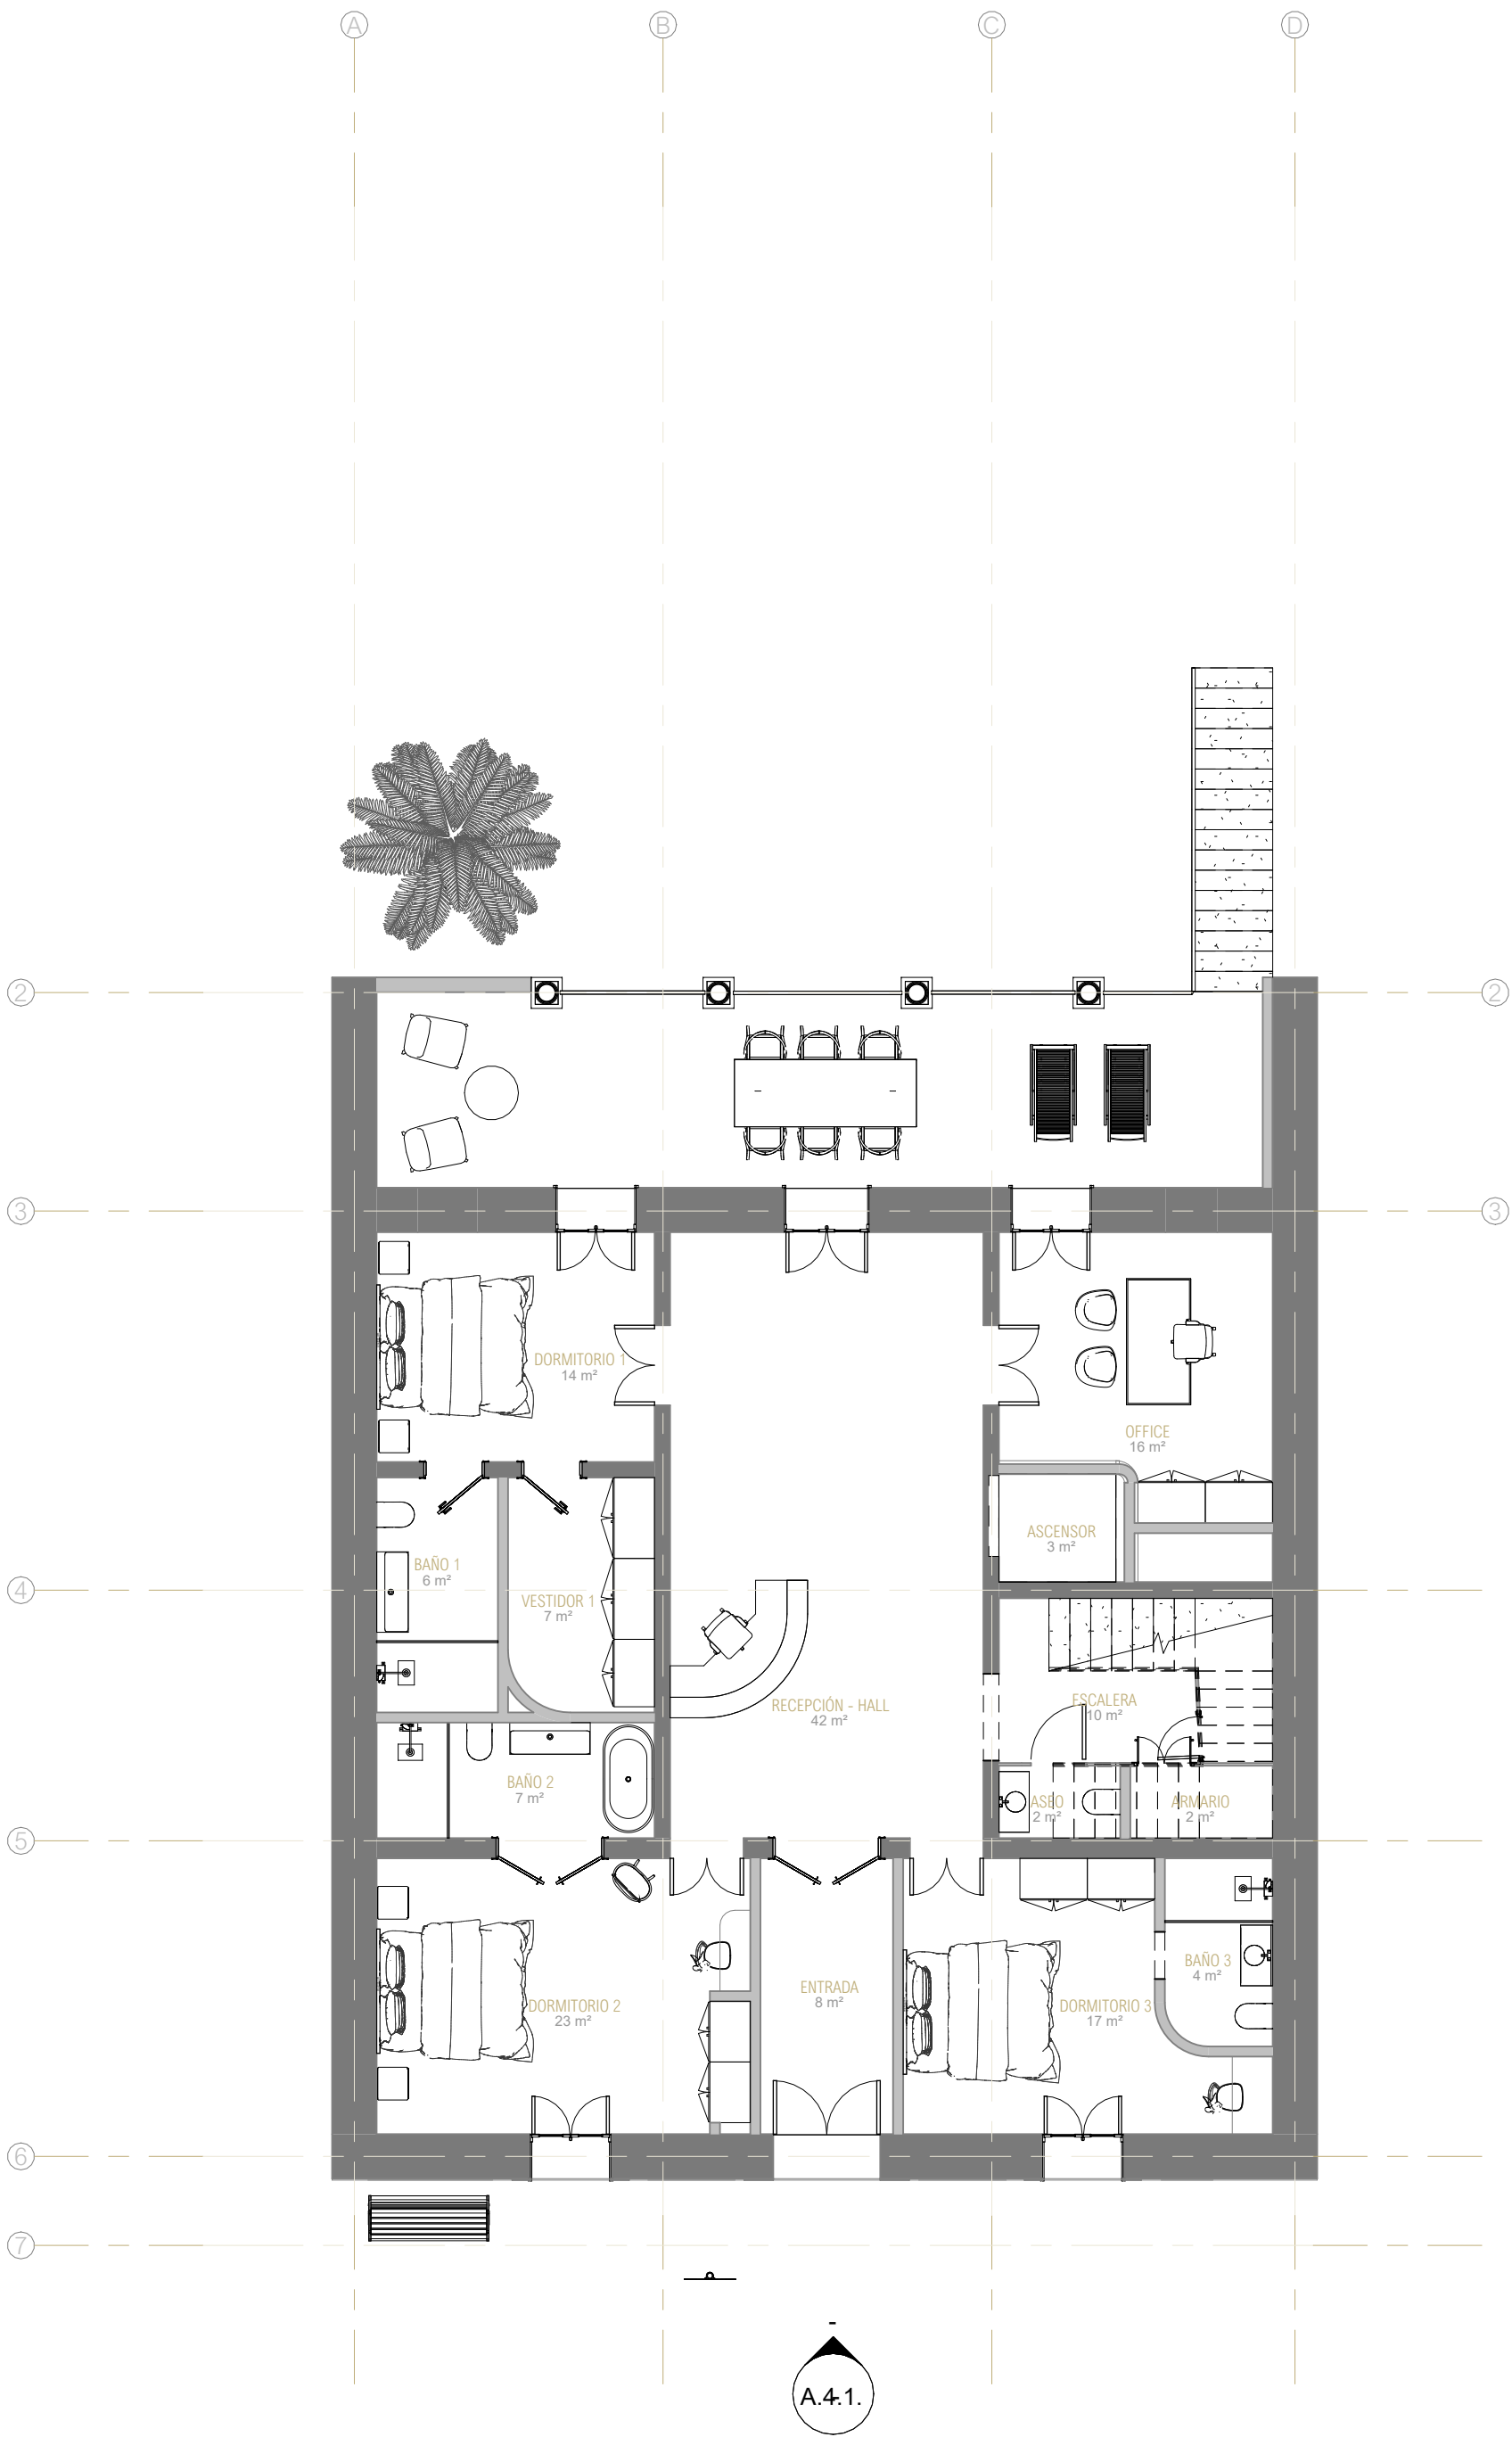 A B C D
2 2
3 3
DORMITORIO 1
14 m²
OFFICE
16 m²
ASCENSOR
3 m²
BAÑO 1
6 m²
4
VESTIDOR 1
7 m²
RECEPCIÓN - HALL
42 m²
ESCALERA
10 m²
BAÑO 2
7 m²
ASEO
2 m²
ARMARIO
2 m²
5
BAÑO 3
4 m²
ENTRADA
8 m²
DORMITORIO 2
23 m²
DORMITORIO 3
17 m²
6
7
-
A.4.1.
-